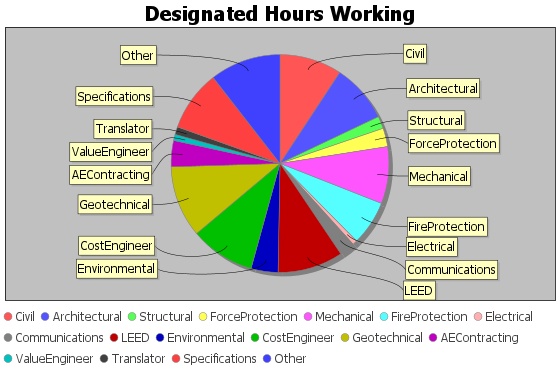 Designated Hours Working
Other
Civil
Specifications
Architectural
Translator
Structural
ValueEngineer
ForceProtection
AEContracting
Mechanical
Geotechnical
FireProtection
CostEngineer
Electrical
Environmental
Communications
LEED
Civil Architectural Structural ForceProtection Mechanical FireProtection Electrical
Communications LEED Environmental CostEngineer Geotechnical AEContracting
ValueEngineer Translator Specifications Other